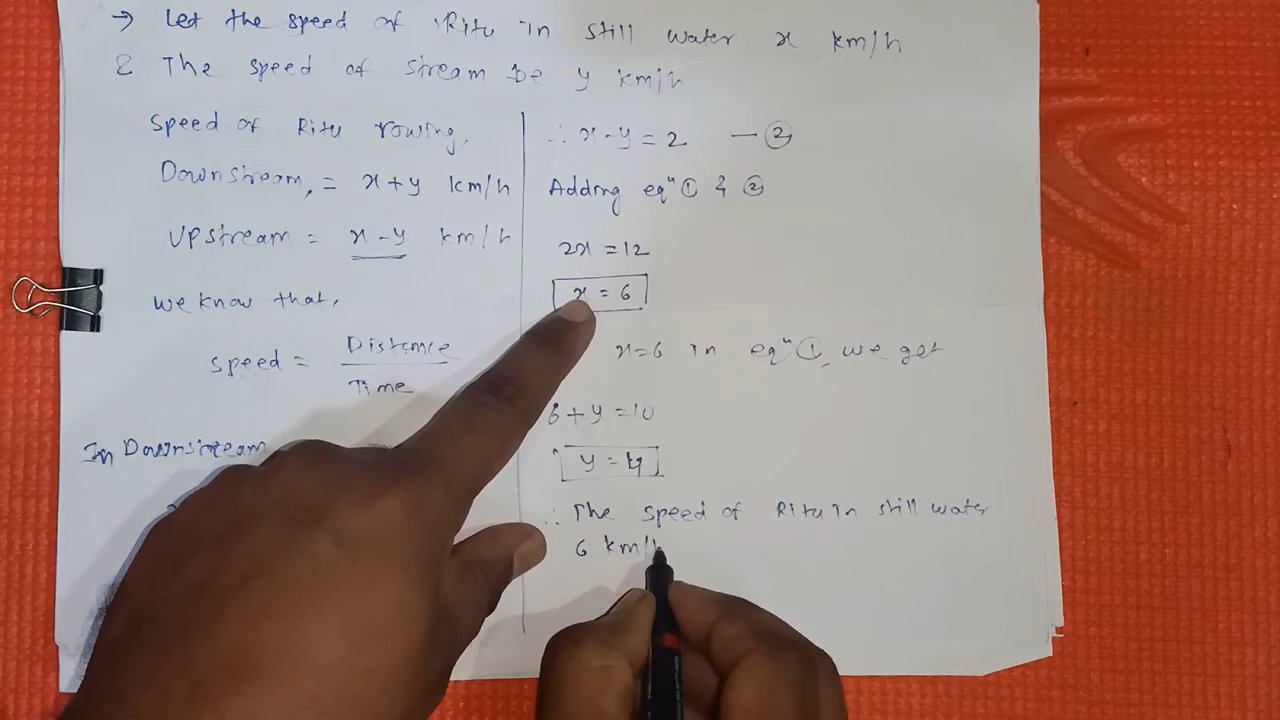 → Let the speed of Ritu in still water x km/h
& The speed of stream be y km/h
Speed of Ritu rowing,
Downstream, = x+y km/h
Upstream = x-y km/h
we know that,
speed = Distance
Time
In Downstream
∴ x-y=2 —②
Adding eqⁿ ① & ②
2x =12
x = 6
x=6 in eqⁿ ①, we get
6+y=10
y=4
∴ The speed of Ritu in still water
6 km/h